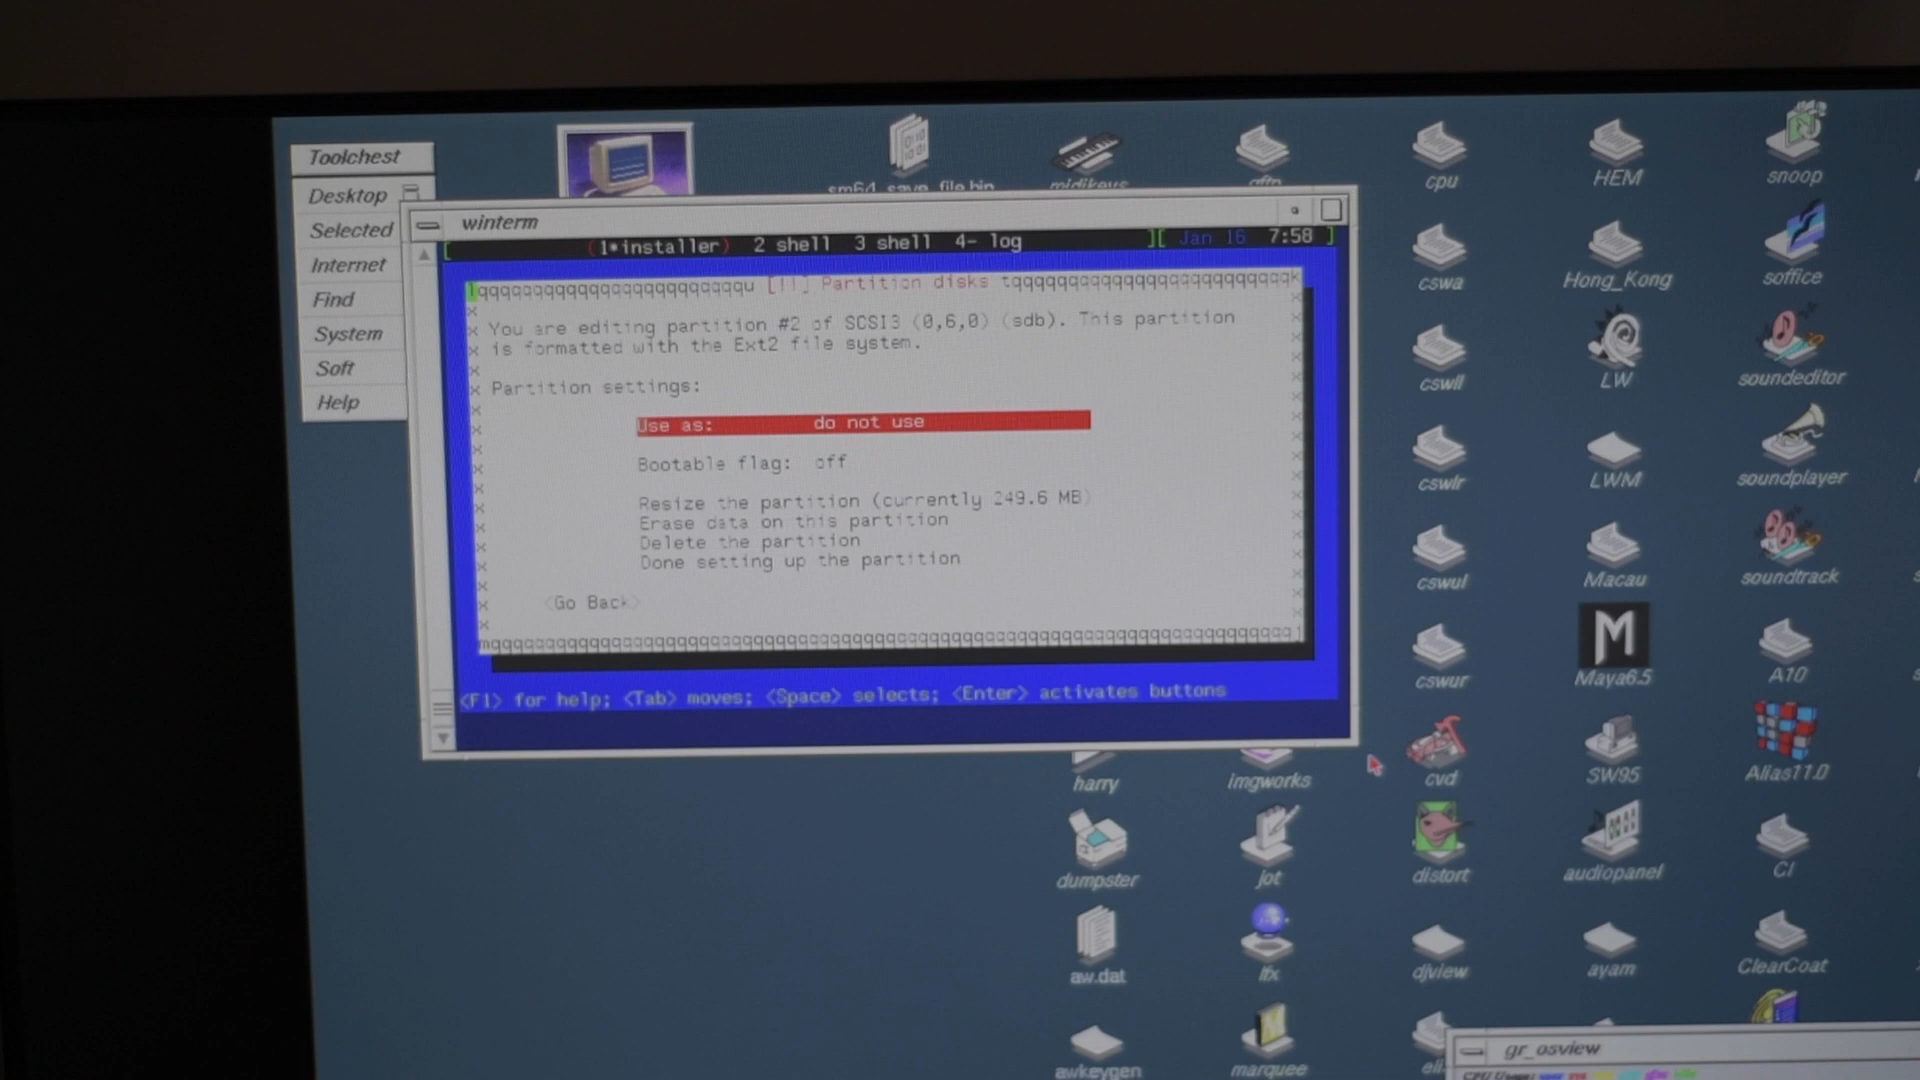 Toolchest
Desktop
Selected
Internet
Find
System
Soft
Help
sm64_save_file.bin
midikeys
winterm
[ (1*installer) 2 shell 3 shell 4- log ][ Jan 16 7:58 ]
[!!] Partition disks
You are editing partition #2 of SCSI3 (0,6,0) (sdb). This partition
is formatted with the Ext2 file system.
Partition settings:
Use as: do not use
Bootable flag: off
Resize the partition (currently 249.6 MB)
Erase data on this partition
Delete the partition
Done setting up the partition
<Go Back>
<F1> for help; <Tab> moves; <Space> selects; <Enter> activates buttons
cpu
HEM
snoop
cswa
Hong_Kong
soffice
cswll
LW
soundeditor
cswlr
LWM
soundplayer
cswul
Macau
soundtrack
cswur
Maya6.5
A10
harry
imgworks
cvd
SW95
Alias11.0
dumpster
jot
distort
audiopanel
CI
aw.dat
lfx
djview
ayam
ClearCoat
awkeygen
marquee
gr_osview